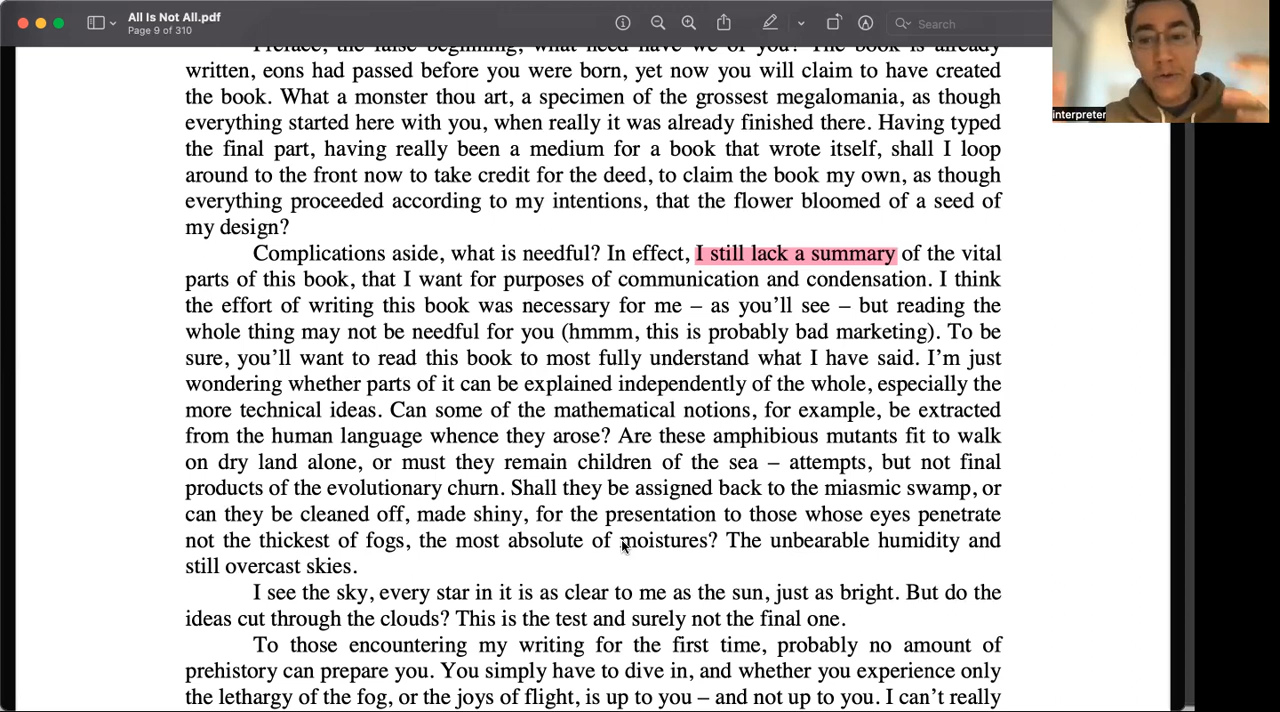 All Is Not All.pdf
Page 9 of 310
Search
interpreter
Preface, the false beginning, what need have we of you? The book is already
written, eons had passed before you were born, yet now you will claim to have created
the book. What a monster thou art, a specimen of the grossest megalomania, as though
everything started here with you, when really it was already finished there. Having typed
the final part, having really been a medium for a book that wrote itself, shall I loop
around to the front now to take credit for the deed, to claim the book my own, as though
everything proceeded according to my intentions, that the flower bloomed of a seed of
my design?
Complications aside, what is needful? In effect, I still lack a summary of the vital
parts of this book, that I want for purposes of communication and condensation. I think
the effort of writing this book was necessary for me – as you’ll see – but reading the
whole thing may not be needful for you (hmmm, this is probably bad marketing). To be
sure, you’ll want to read this book to most fully understand what I have said. I’m just
wondering whether parts of it can be explained independently of the whole, especially the
more technical ideas. Can some of the mathematical notions, for example, be extracted
from the human language whence they arose? Are these amphibious mutants fit to walk
on dry land alone, or must they remain children of the sea – attempts, but not final
products of the evolutionary churn. Shall they be assigned back to the miasmic swamp, or
can they be cleaned off, made shiny, for the presentation to those whose eyes penetrate
not the thickest of fogs, the most absolute of moistures? The unbearable humidity and
still overcast skies.
I see the sky, every star in it is as clear to me as the sun, just as bright. But do the
ideas cut through the clouds? This is the test and surely not the final one.
To those encountering my writing for the first time, probably no amount of
prehistory can prepare you. You simply have to dive in, and whether you experience only
the lethargy of the fog, or the joys of flight, is up to you – and not up to you. I can’t really